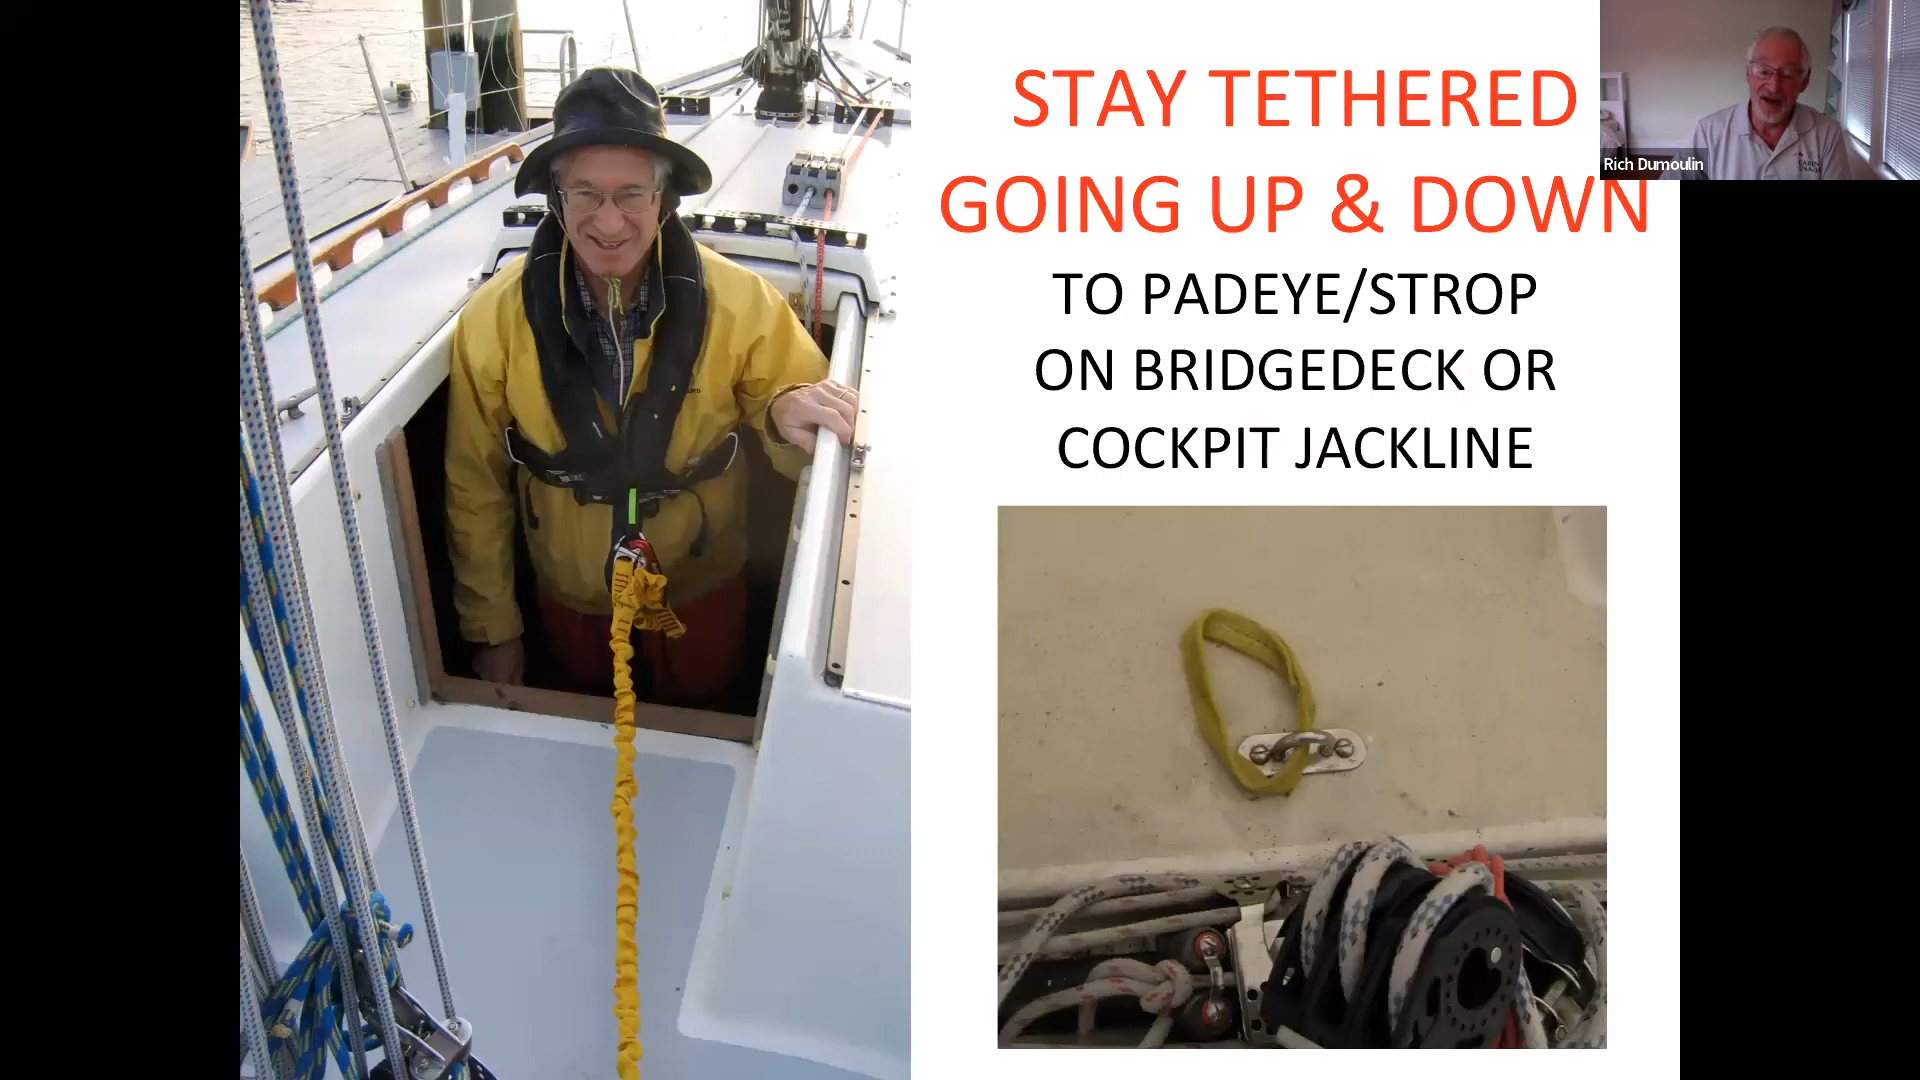 STAY TETHERED
GOING UP & DOWN
TO PADEYE/STROP
ON BRIDGEDECK OR
COCKPIT JACKLINE
Rich Dumoulin